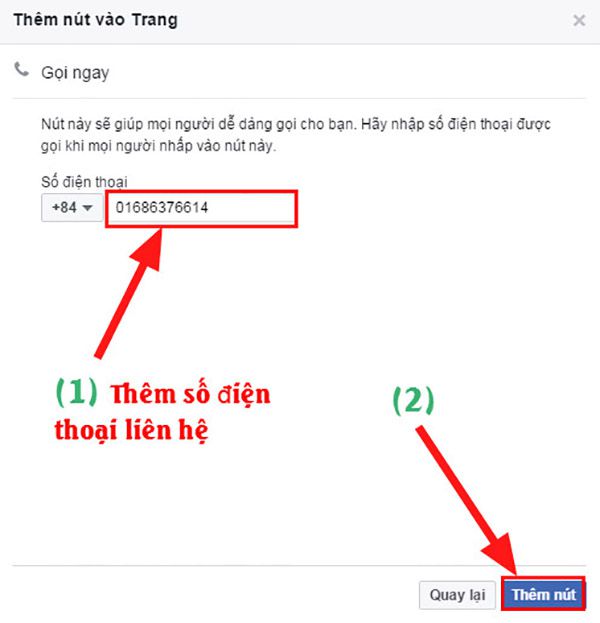 Thêm nút vào Trang
Gọi ngay
Nút này sẽ giúp mọi người dễ dàng gọi cho bạn. Hãy nhập số điện thoại được
gọi khi mọi người nhấp vào nút này.
Số điện thoại
+84 01686376614
(1) Thêm số điện
thoại liên hệ
(2)
Quay lại Thêm nút